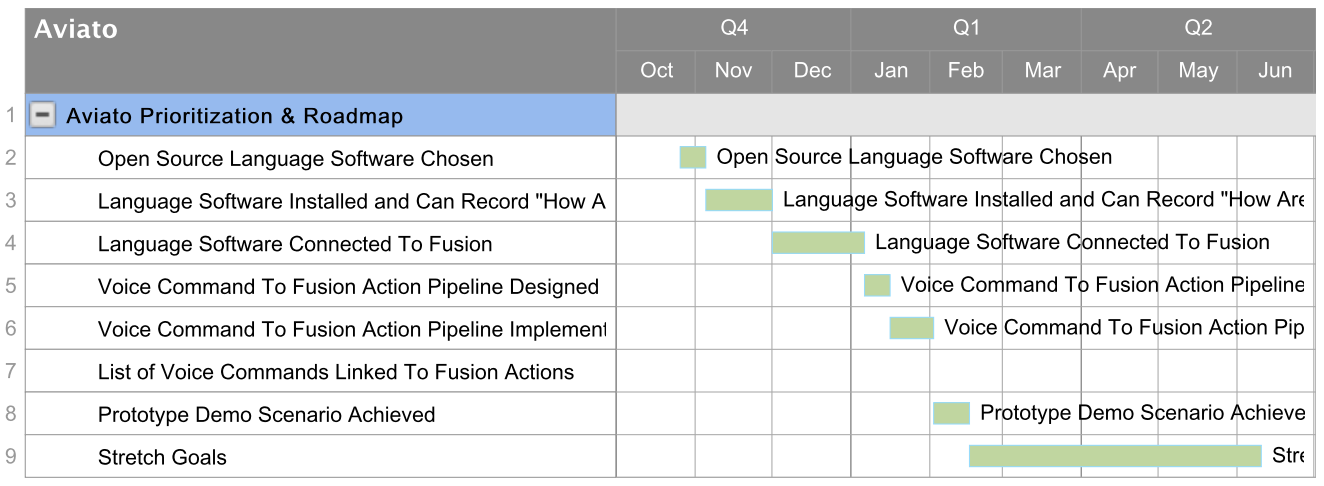 Aviato
Q4 Q1 Q2
Oct Nov Dec Jan Feb Mar Apr May Jun
1 Aviato Prioritization & Roadmap
2 Open Source Language Software Chosen Open Source Language Software Chosen
3 Language Software Installed and Can Record "How A Language Software Installed and Can Record "How Are
4 Language Software Connected To Fusion Language Software Connected To Fusion
5 Voice Command To Fusion Action Pipeline Designed Voice Command To Fusion Action Pipeline
6 Voice Command To Fusion Action Pipeline Implement Voice Command To Fusion Action Pip
7 List of Voice Commands Linked To Fusion Actions
8 Prototype Demo Scenario Achieved Prototype Demo Scenario Achieve
9 Stretch Goals Stre